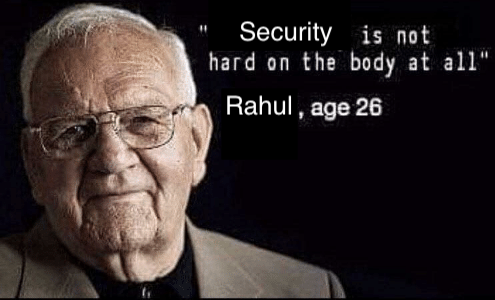 " Security is not
hard on the body at all"
Rahul , age 26